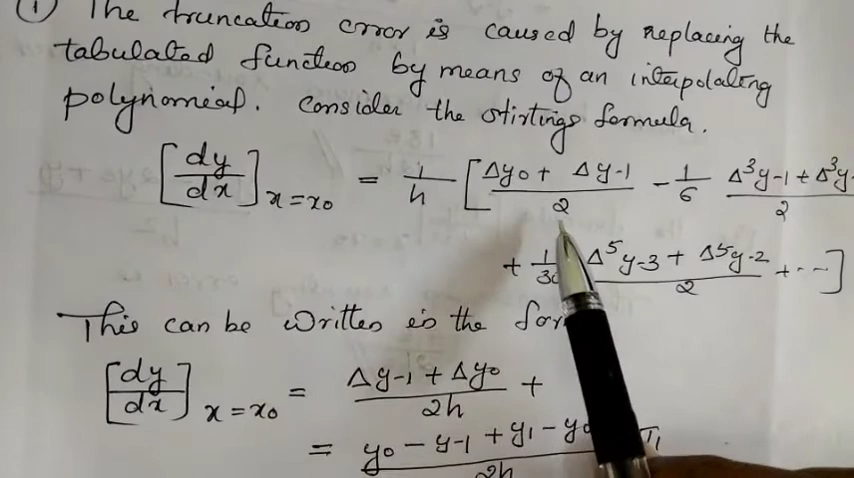 ① The truncation error is caused by replacing the
tabulated function by means of an interpolating
polynomial. Consider the stirlings formula.
[dy/dx]x=x0 = 1/h [Δy0 + Δy-1 / 2 - 1/6 Δ³y-1 + Δ³y- / 2
+ 1/30 Δ⁵y-3 + Δ⁵y-2 / 2 + --]
This can be written in the
[dy/dx]x=x0 = Δy-1 + Δy0 / 2h +
= y0 - y-1 + y1 - y0 / 2h